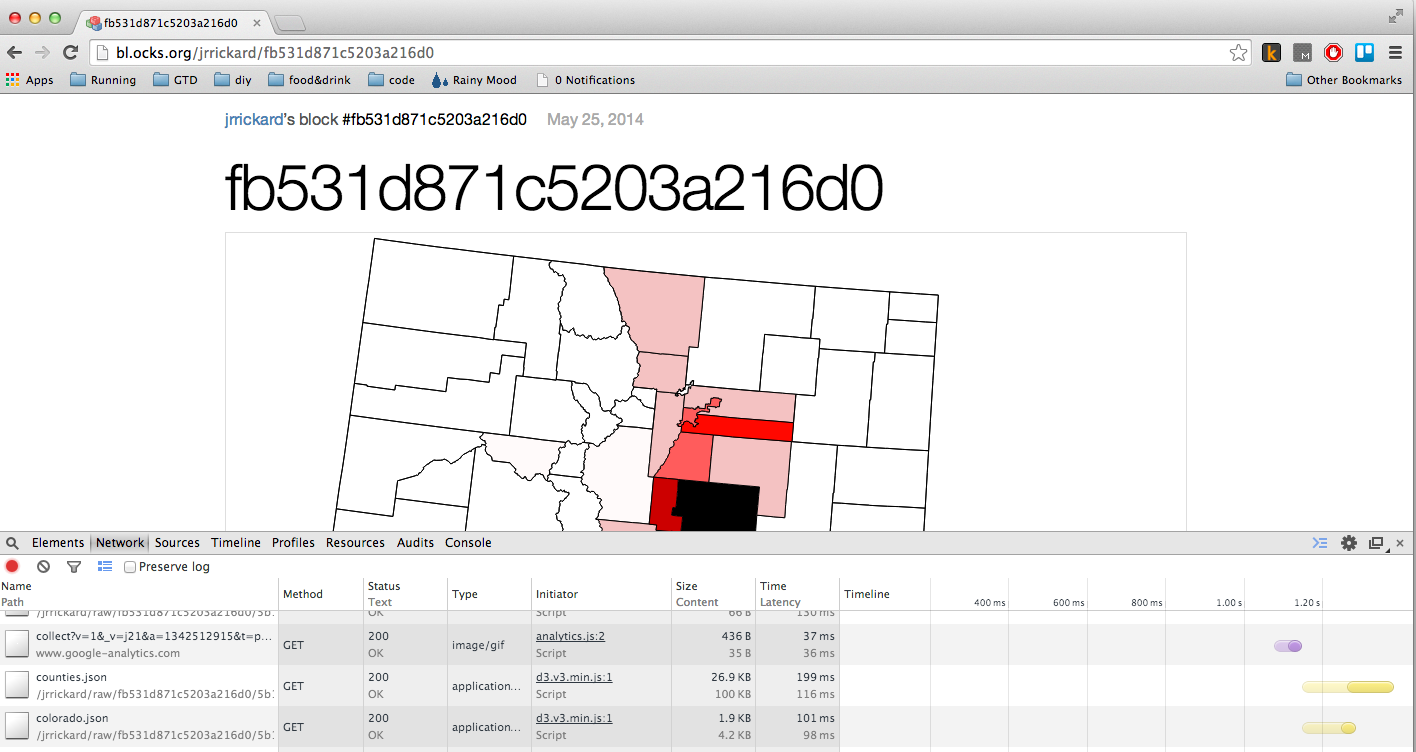 fb531d871c5203a216d0
bl.ocks.org/jrrickard/fb531d871c5203a216d0
k M
Apps Running GTD diy food&drink code Rainy Mood 0 Notifications Other Bookmarks
jrrickard's block #fb531d871c5203a216d0 May 25, 2014
fb531d871c5203a216d0
Elements Network Sources Timeline Profiles Resources Audits Console
Preserve log
Name Method Status Type Initiator Size Time Timeline
Path Text Content Latency 400 ms 600 ms 800 ms 1.00 s 1.20 s
/jrrickard/raw/fb531d871c5203a216d0/5b1 OK Script 66 B 130 ms
collect?v=1&_v=j21&a=1342512915&t=p... GET 200 image/gif analytics.js:2 436 B 37 ms
www.google-analytics.com OK Script 35 B 36 ms
counties.json GET 200 application... d3.v3.min.js:1 26.9 KB 199 ms
/jrrickard/raw/fb531d871c5203a216d0/5b1 OK Script 100 KB 116 ms
colorado.json GET 200 application... d3.v3.min.js:1 1.9 KB 101 ms
/jrrickard/raw/fb531d871c5203a216d0/5b1 OK Script 4.2 KB 98 ms